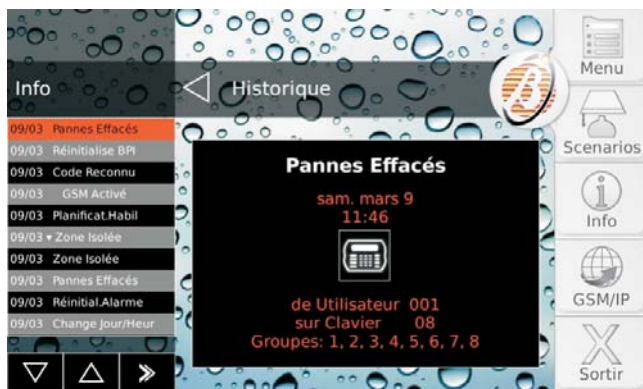 Info
Historique
09/03 Pannes Effacés
09/03 Réinitialise BPI
09/03 Code Reconnu
09/03 GSM Activé
09/03 Planificat.Habil
09/03 ▾ Zone Isolée
09/03 Zone Isolée
09/03 Pannes Effacés
09/03 Réinitial.Alarme
09/03 Change Jour/Heur
Pannes Effacés
sam. mars 9
11:46
de Utilisateur 001
sur Clavier 08
Groupes: 1, 2, 3, 4, 5, 6, 7, 8
Menu
Scenarios
Info
GSM/IP
Sortir